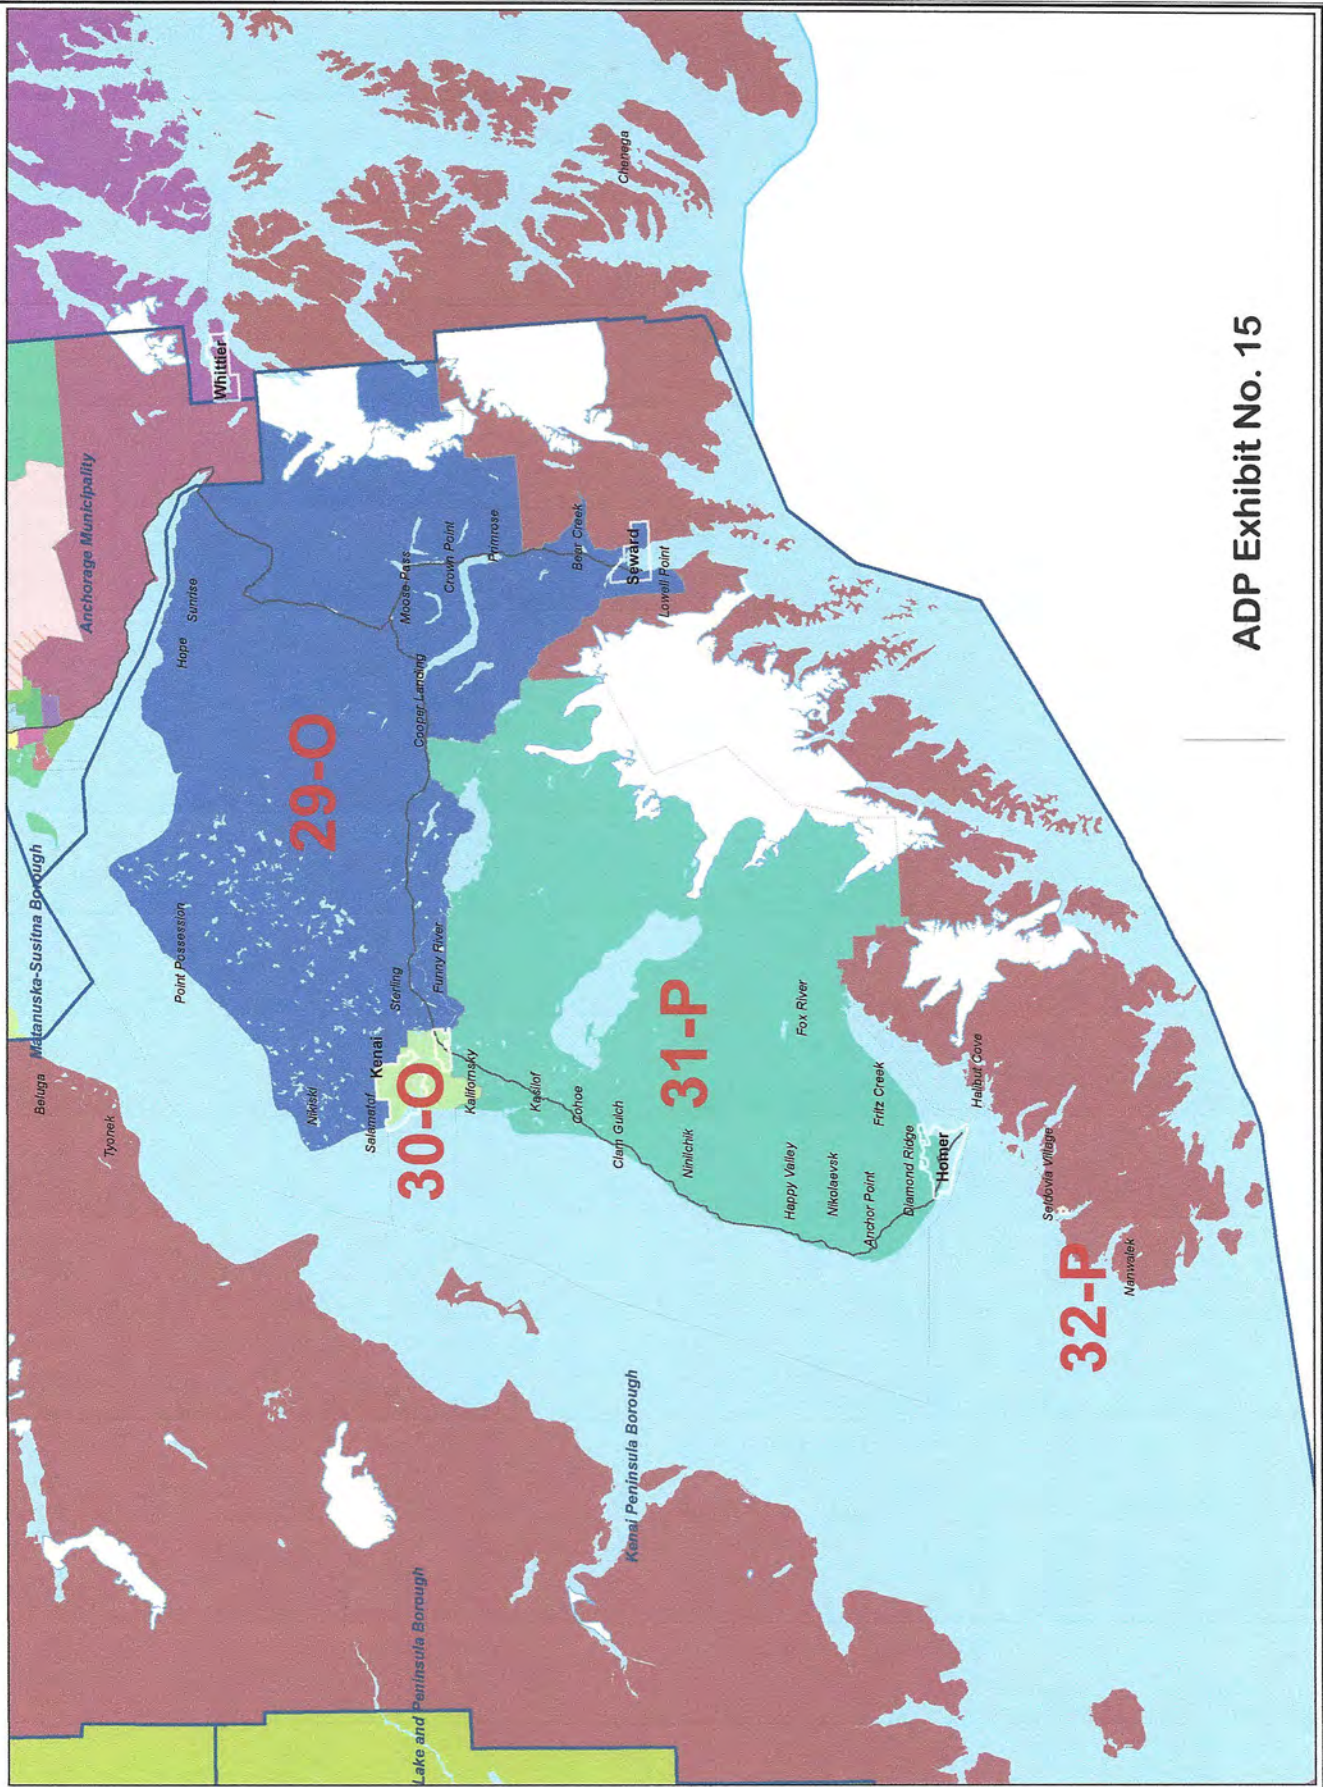 Matanuska-Susitna Borough
Anchorage Municipality
Beluga
Tyonek
Point Possession
Hope
Sunrise
Whittier
29-O
Nikiski
Salamatof
Kenai
Sterling
Funny River
Cooper Landing
Moose Pass
Crown Point
Primrose
30-O
Kalifornsky
Kasilof
Cohoe
Clam Gulch
Ninilchik
31-P
Bear Creek
Seward
Lowell Point
Chenega
Lake and Peninsula Borough
Kenai Peninsula Borough
Happy Valley
Nikolaevsk
Anchor Point
Diamond Ridge
Fritz Creek
Fox River
Homer
Halibut Cove
Seldovia Village
32-P
Nanwalek
ADP Exhibit No. 15